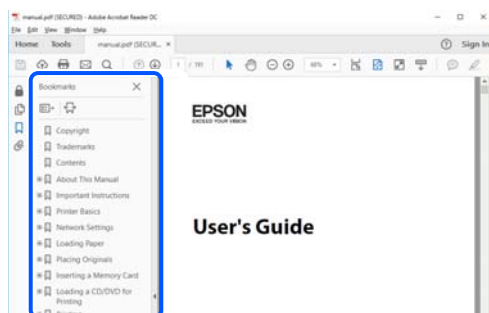 manual.pdf (SECURED) - Adobe Acrobat Reader DC
File Edit View Window Help
Home Tools manual.pdf (SECUR... × Sign In
1 / 191
Bookmarks ×
Copyright
Trademarks
Contents
About This Manual
Important Instructions
Printer Basics
Network Settings
Loading Paper
Placing Originals
Inserting a Memory Card
Loading a CD/DVD for
Printing
EPSON
EXCEED YOUR VISION
User's Guide